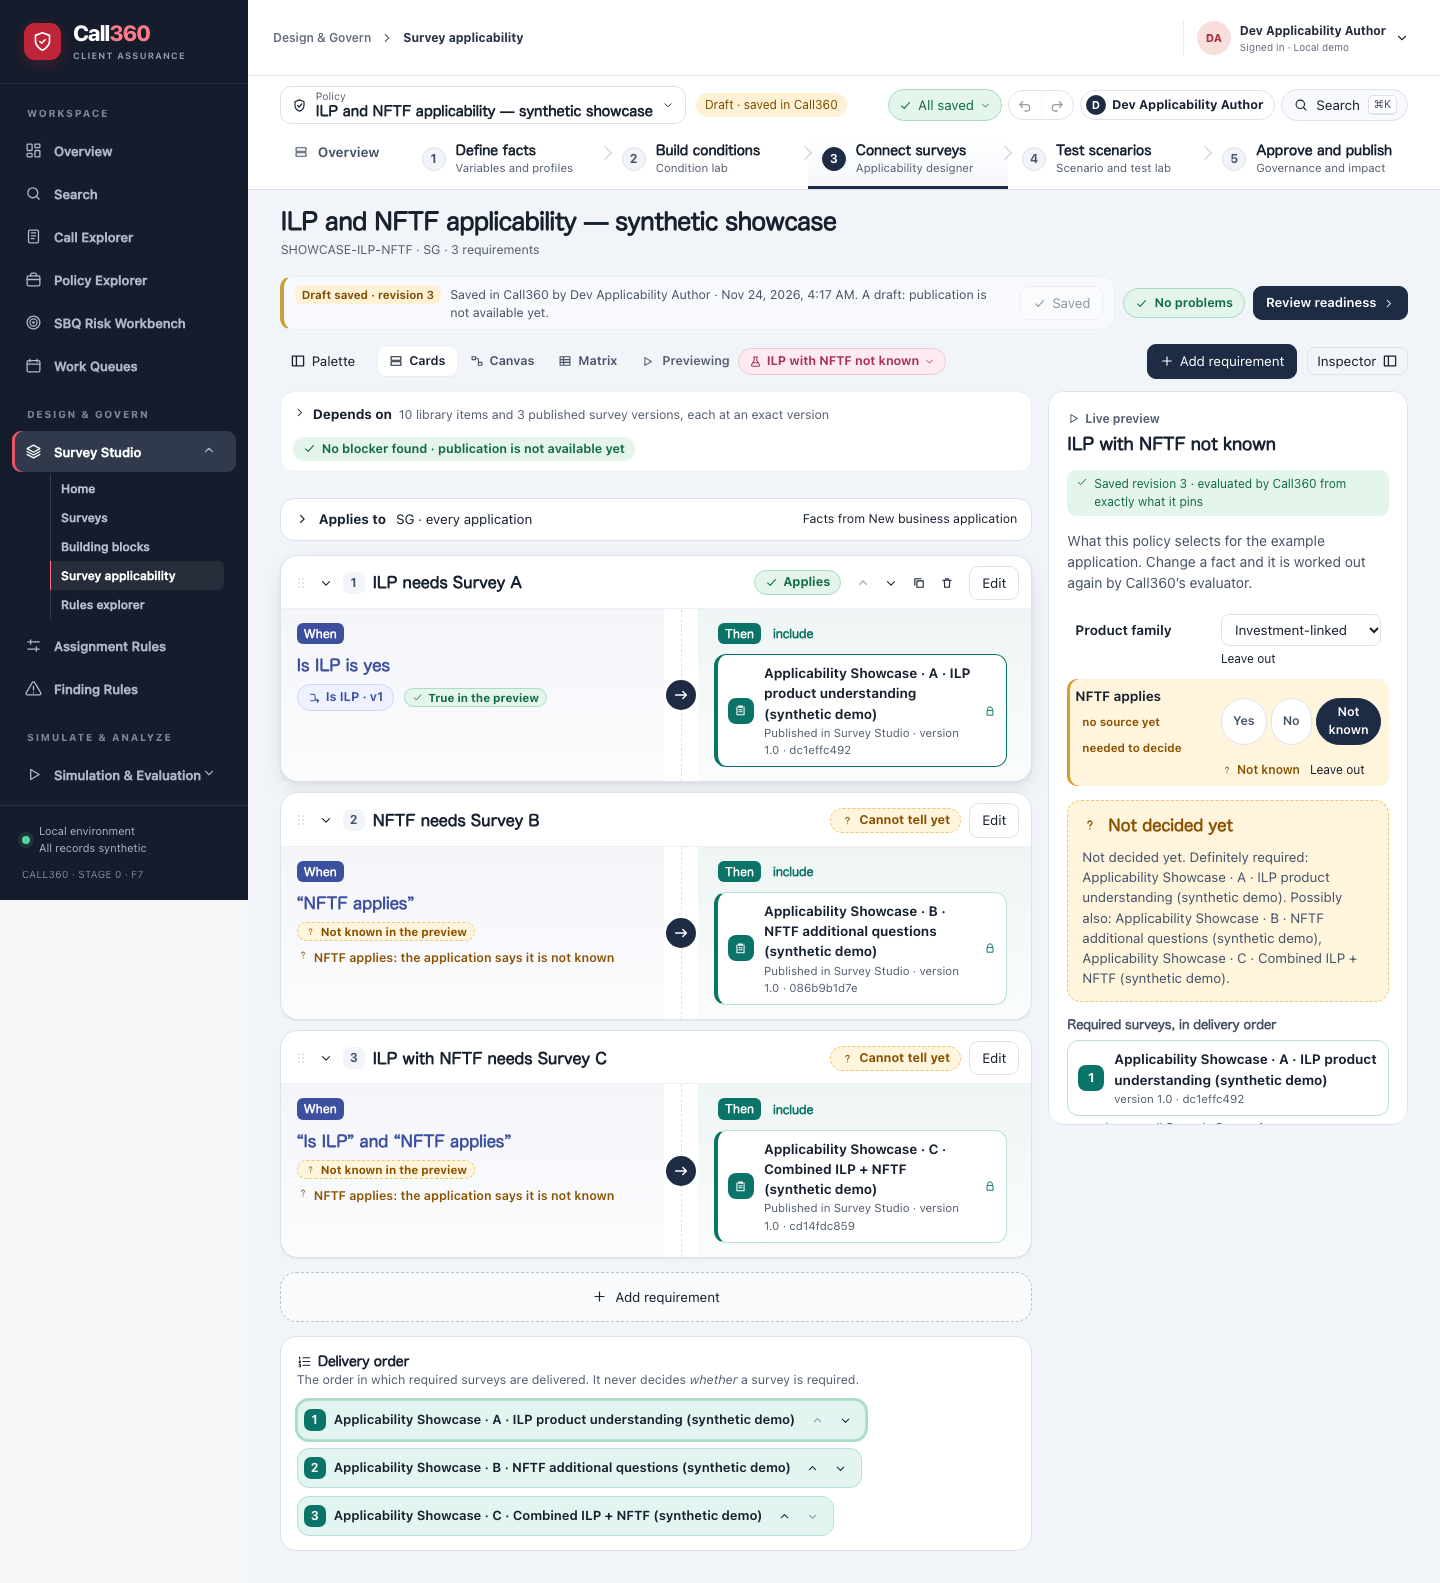 Call360
CLIENT ASSURANCE
WORKSPACE
Overview
Search
Call Explorer
Policy Explorer
SBQ Risk Workbench
Work Queues
DESIGN & GOVERN
Survey Studio
Home
Surveys
Building blocks
Survey applicability
Rules explorer
Assignment Rules
Finding Rules
SIMULATE & ANALYZE
Simulation & Evaluation
Local environment
All records synthetic
CALL360 · STAGE 0 · F7
Design & Govern
Survey applicability
DA
Dev Applicability Author
Signed in · Local demo
Policy
ILP and NFTF applicability — synthetic showcase
Draft · saved in Call360
All saved
D
Dev Applicability Author
Search
⌘K
Overview
1
Define facts
Variables and profiles
2
Build conditions
Condition lab
3
Connect surveys
Applicability designer
4
Test scenarios
Scenario and test lab
5
Approve and publish
Governance and impact
ILP and NFTF applicability — synthetic showcase
SHOWCASE-ILP-NFTF · SG · 3 requirements
Draft saved · revision 3
Saved in Call360 by Dev Applicability Author · Nov 24, 2026, 4:17 AM. A draft: publication is
not available yet.
Saved
No problems
Review readiness
Palette
Cards
Canvas
Matrix
Previewing
ILP with NFTF not known
Add requirement
Inspector
Depends on
10 library items and 3 published survey versions, each at an exact version
No blocker found · publication is not available yet
Applies to
SG · every application
Facts from New business application
1
ILP needs Survey A
Applies
Edit
When
Is ILP is yes
Is ILP · v1
True in the preview
Then
include
Applicability Showcase · A · ILP
product understanding
(synthetic demo)
Published in Survey Studio · version
1.0 · dc1effc492
2
NFTF needs Survey B
? Cannot tell yet
Edit
When
“NFTF applies”
? Not known in the preview
? NFTF applies: the application says it is not known
Then
include
Applicability Showcase · B ·
NFTF additional questions
(synthetic demo)
Published in Survey Studio · version
1.0 · 086b9b1d7e
3
ILP with NFTF needs Survey C
? Cannot tell yet
Edit
When
“Is ILP” and “NFTF applies”
? Not known in the preview
? NFTF applies: the application says it is not known
Then
include
Applicability Showcase · C ·
Combined ILP + NFTF
(synthetic demo)
Published in Survey Studio · version
1.0 · cd14fdc859
Add requirement
Delivery order
The order in which required surveys are delivered. It never decides whether a survey is required.
1
Applicability Showcase · A · ILP product understanding (synthetic demo)
2
Applicability Showcase · B · NFTF additional questions (synthetic demo)
3
Applicability Showcase · C · Combined ILP + NFTF (synthetic demo)
Live preview
ILP with NFTF not known
Saved revision 3 · evaluated by Call360 from
exactly what it pins
What this policy selects for the example
application. Change a fact and it is worked out
again by Call360's evaluator.
Product family
Investment-linked
Leave out
NFTF applies
no source yet
needed to decide
Yes
No
Not
known
? Not known
Leave out
? Not decided yet
Not decided yet. Definitely required:
Applicability Showcase · A · ILP product
understanding (synthetic demo). Possibly
also: Applicability Showcase · B · NFTF
additional questions (synthetic demo),
Applicability Showcase · C · Combined ILP +
NFTF (synthetic demo).
Required surveys, in delivery order
1
Applicability Showcase · A · ILP product
understanding (synthetic demo)
version 1.0 · dc1effc492